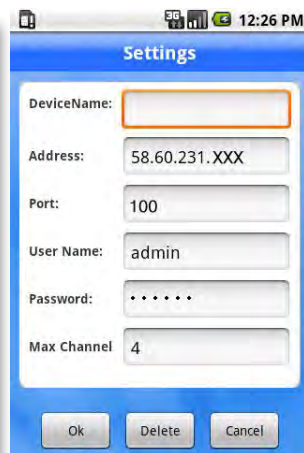 3G 12:26 PM
Settings
DeviceName:
Address: 58.60.231.XXX
Port: 100
User Name: admin
Password: ••••••
Max Channel 4
Ok Delete Cancel